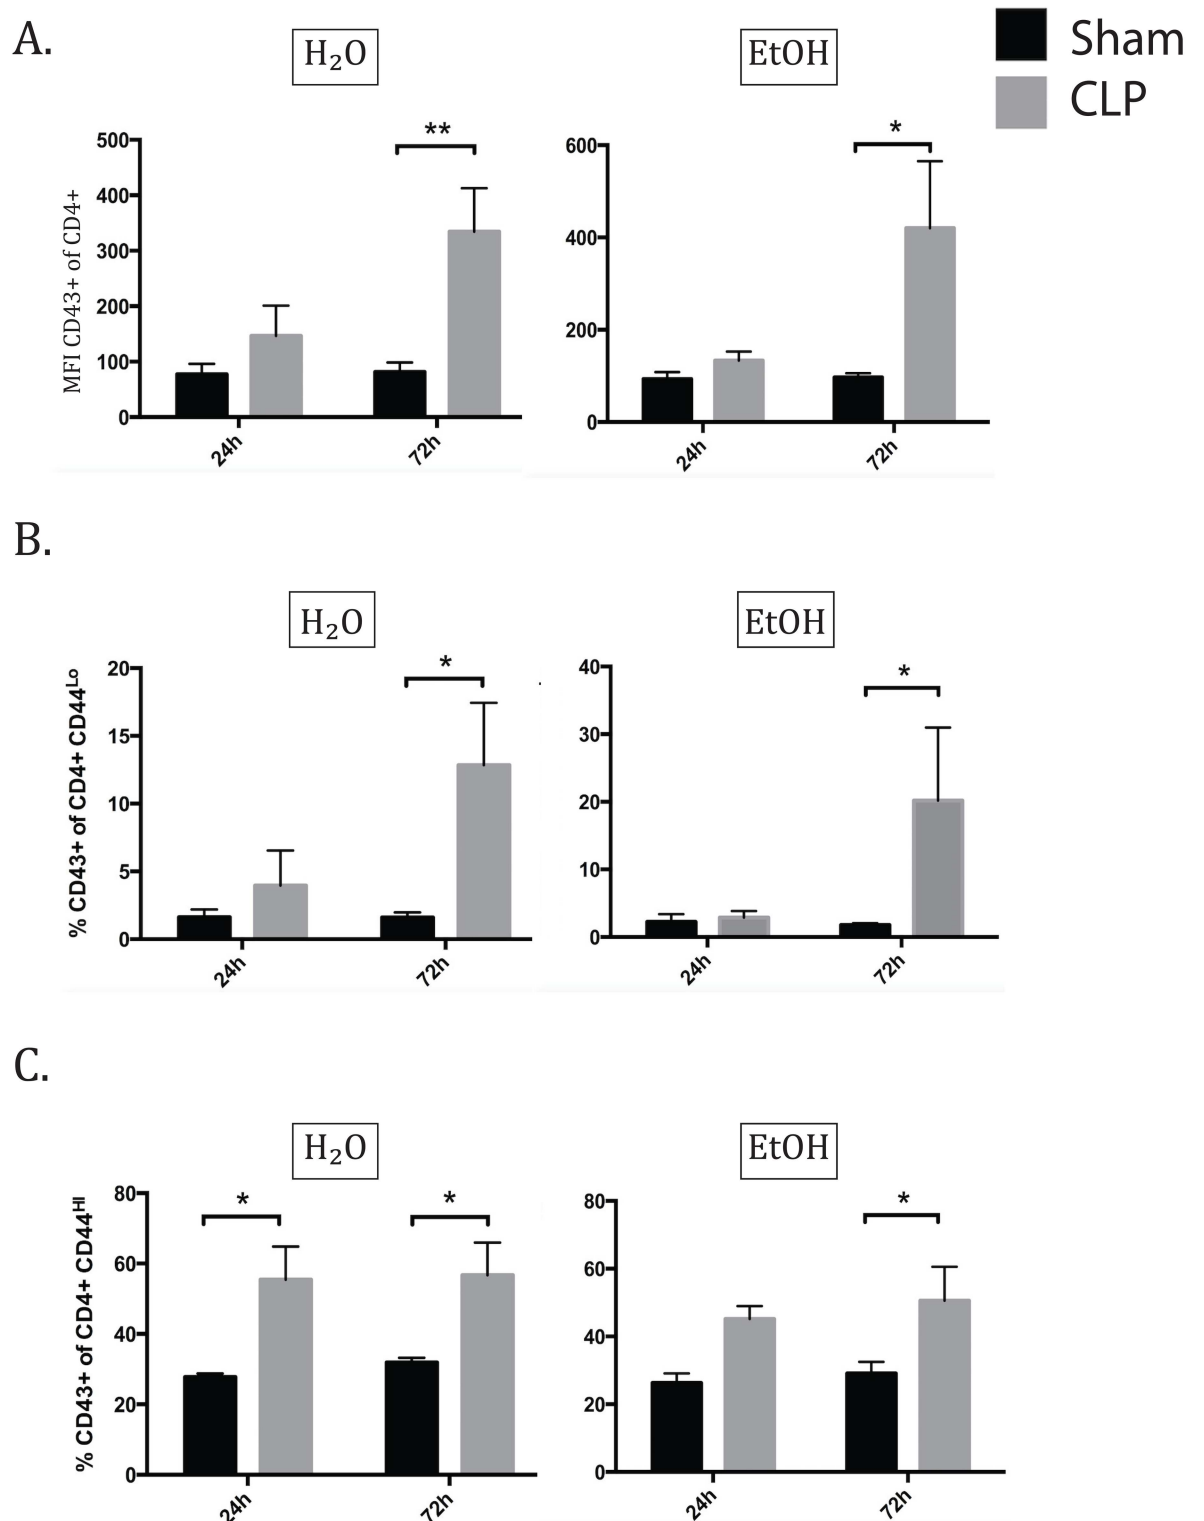 A.
H₂O
EtOH
Sham
CLP
MFI CD43+ of CD4+
500
400
300
200
100
0
**
24h
72h
600
400
200
0
*
24h
72h
B.
H₂O
EtOH
% CD43+ of CD4+ CD44ᴸᵒ
20
15
10
5
0
*
24h
72h
40
30
20
10
0
*
24h
72h
C.
H₂O
EtOH
% CD43+ of CD4+ CD44ᴴᴵ
80
60
40
20
0
*
*
24h
72h
80
60
40
20
0
*
24h
72h